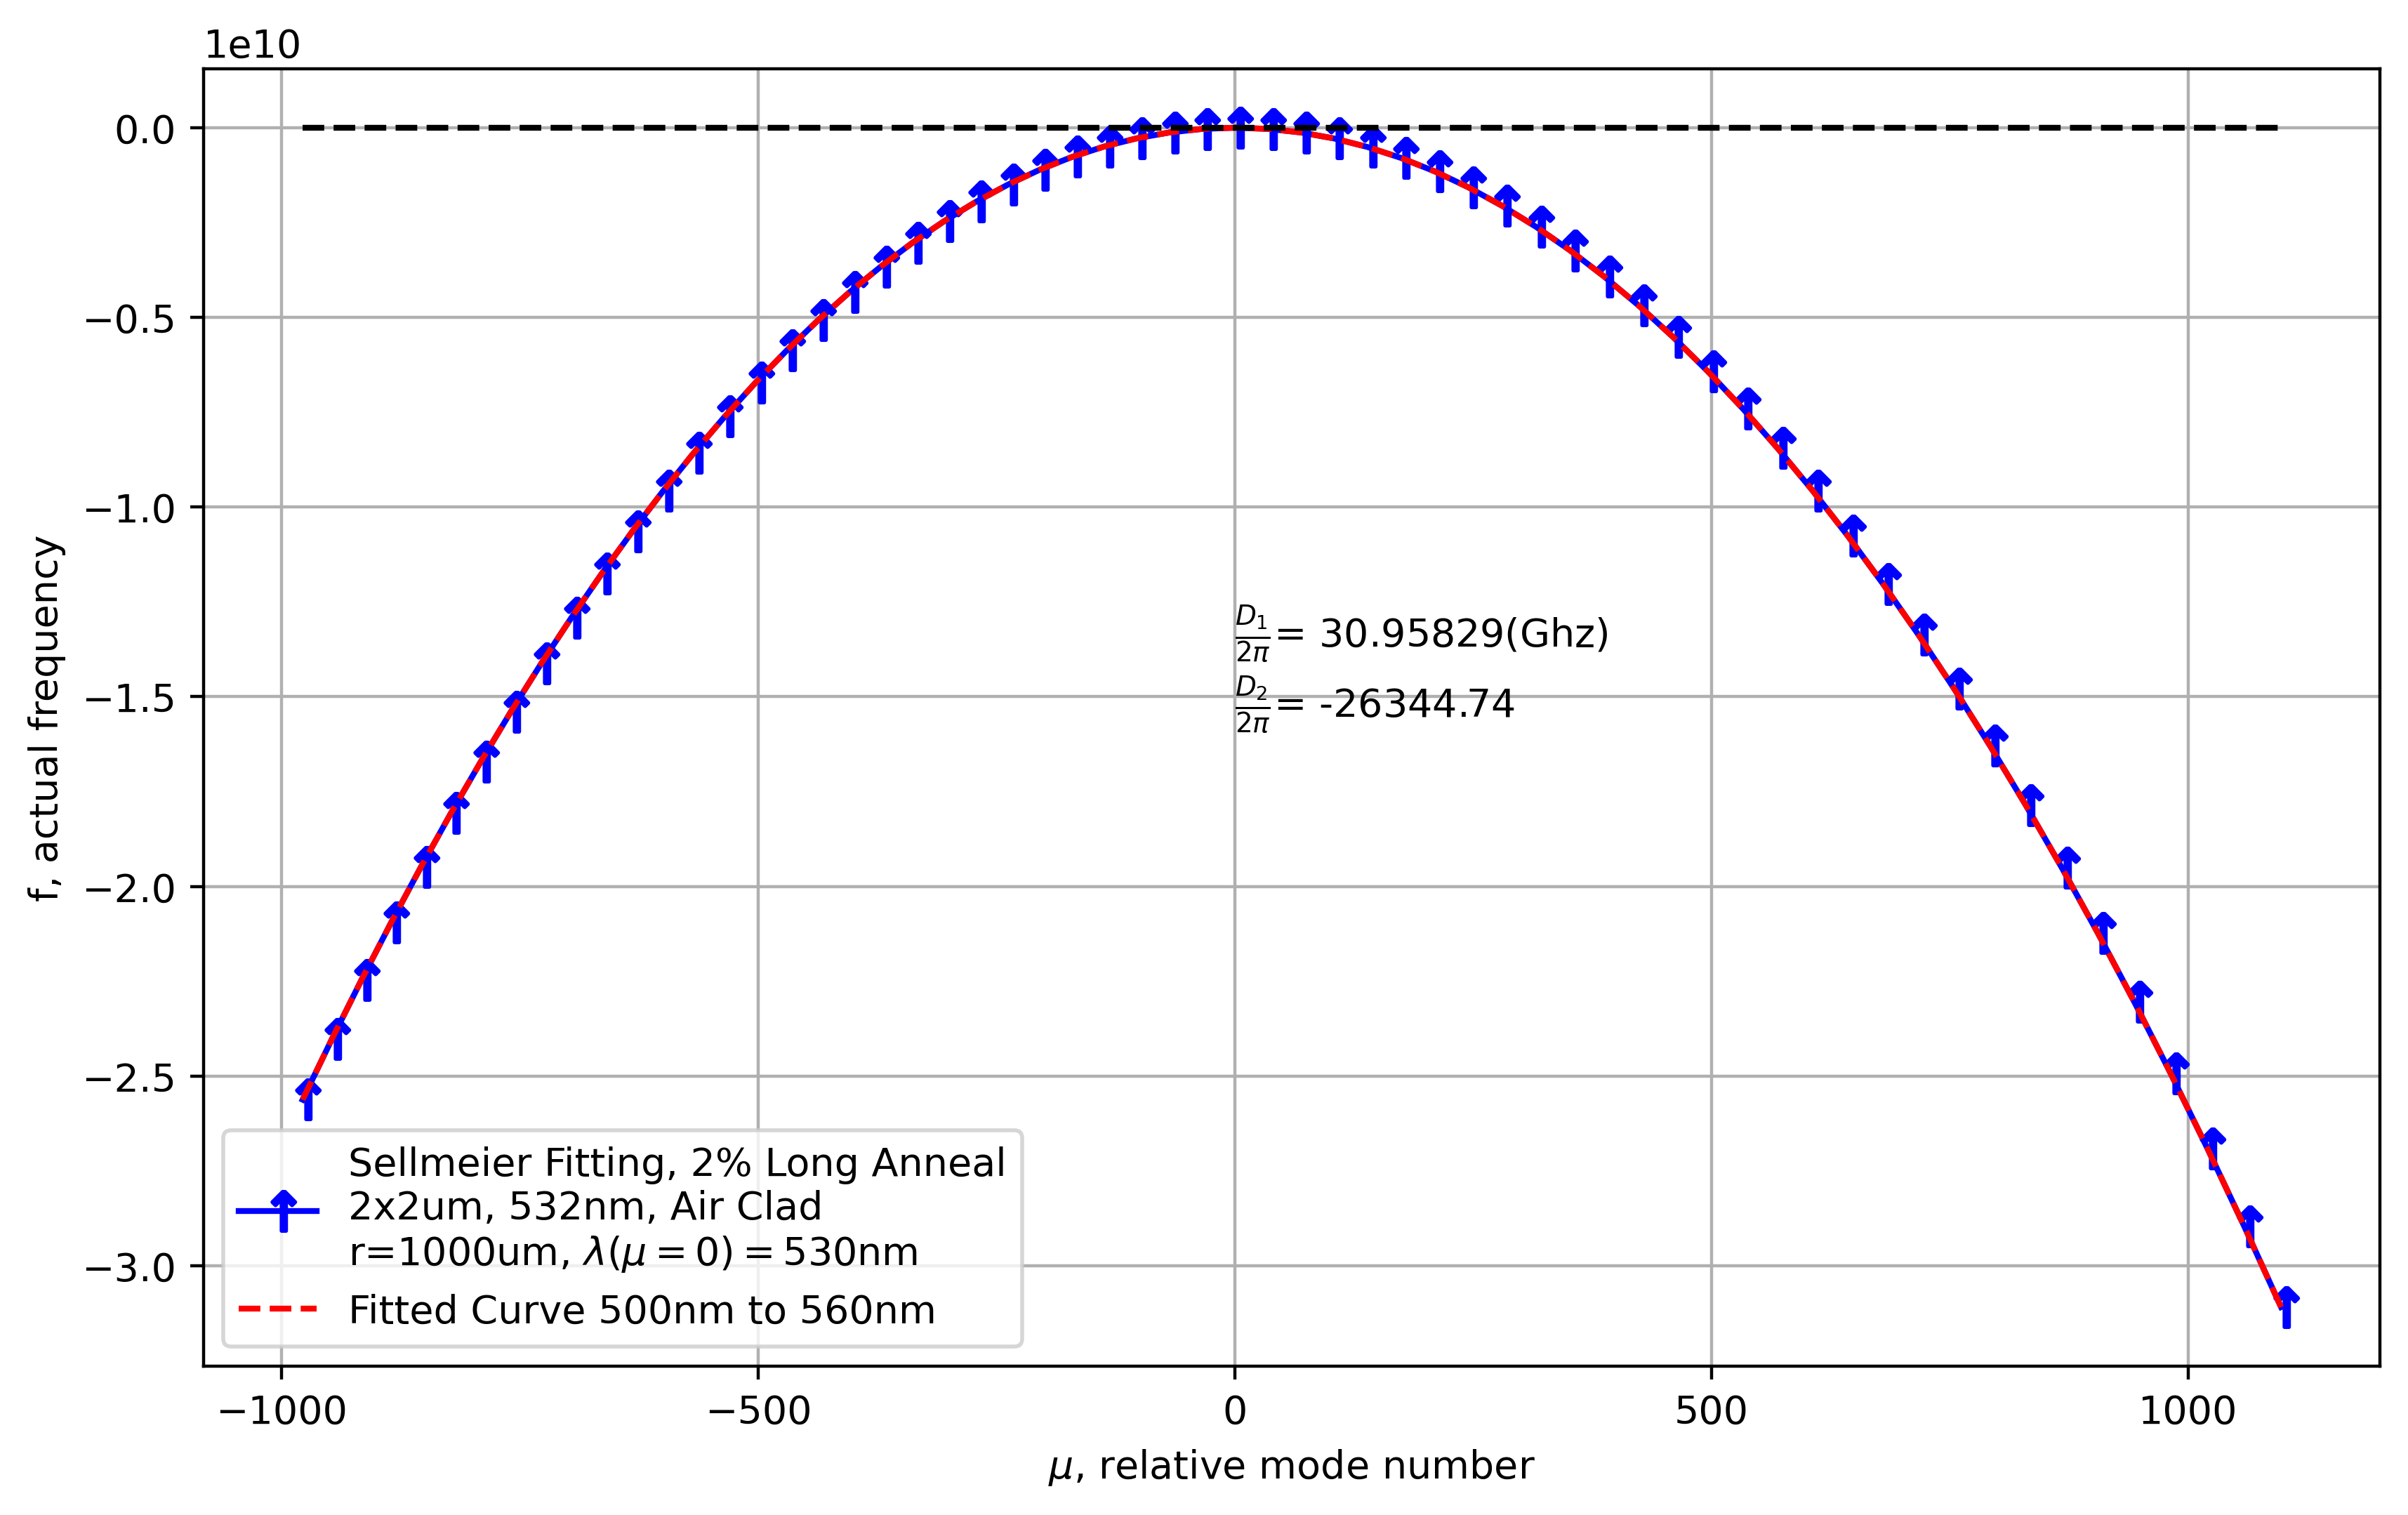 1e10
0.0
−0.5
−1.0
−1.5
−2.0
−2.5
−3.0
f, actual frequency
D₁/2π = 30.95829(Ghz)
D₂/2π = -26344.74
Sellmeier Fitting, 2% Long Anneal
2x2um, 532nm, Air Clad
r=1000um, λ(μ = 0) = 530nm
Fitted Curve 500nm to 560nm
−1000
−500
0
500
1000
μ, relative mode number